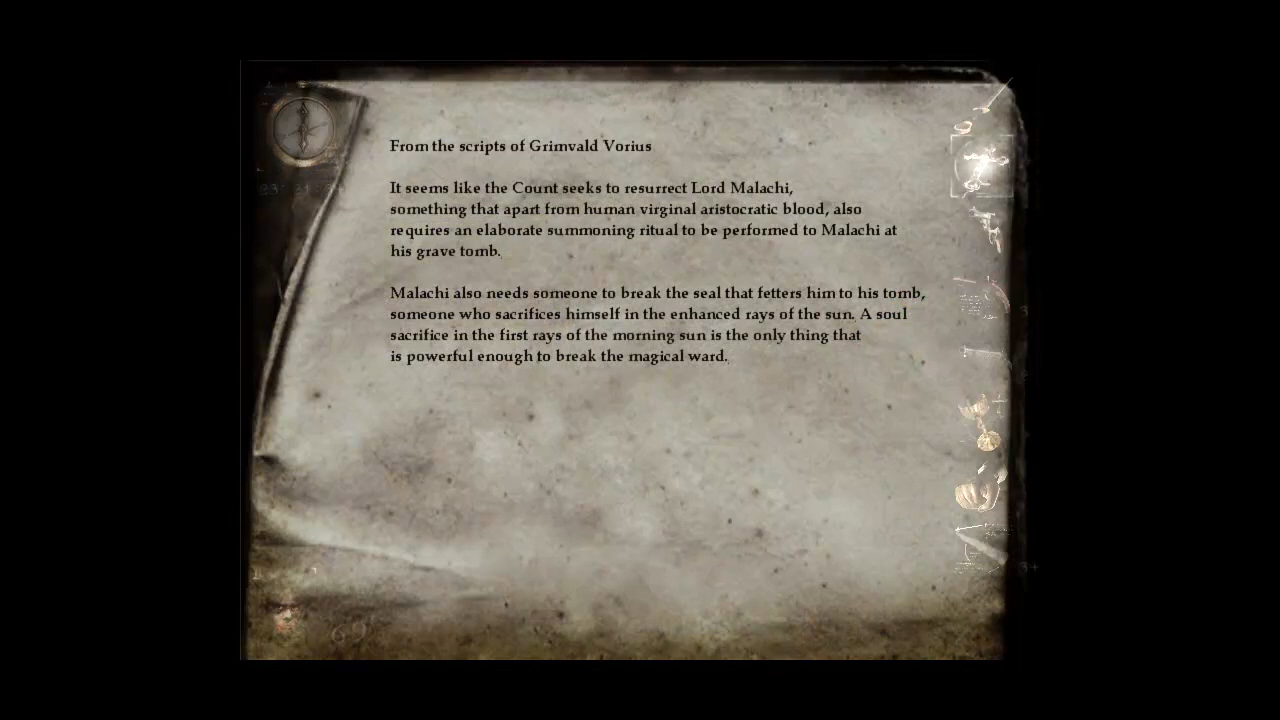 From the scripts of Grimvald Vorius
It seems like the Count seeks to resurrect Lord Malachi,
something that apart from human virginal aristocratic blood, also
requires an elaborate summoning ritual to be performed to Malachi at
his grave tomb.
Malachi also needs someone to break the seal that fetters him to his tomb,
someone who sacrifices himself in the enhanced rays of the sun. A soul
sacrifice in the first rays of the morning sun is the only thing that
is powerful enough to break the magical ward.